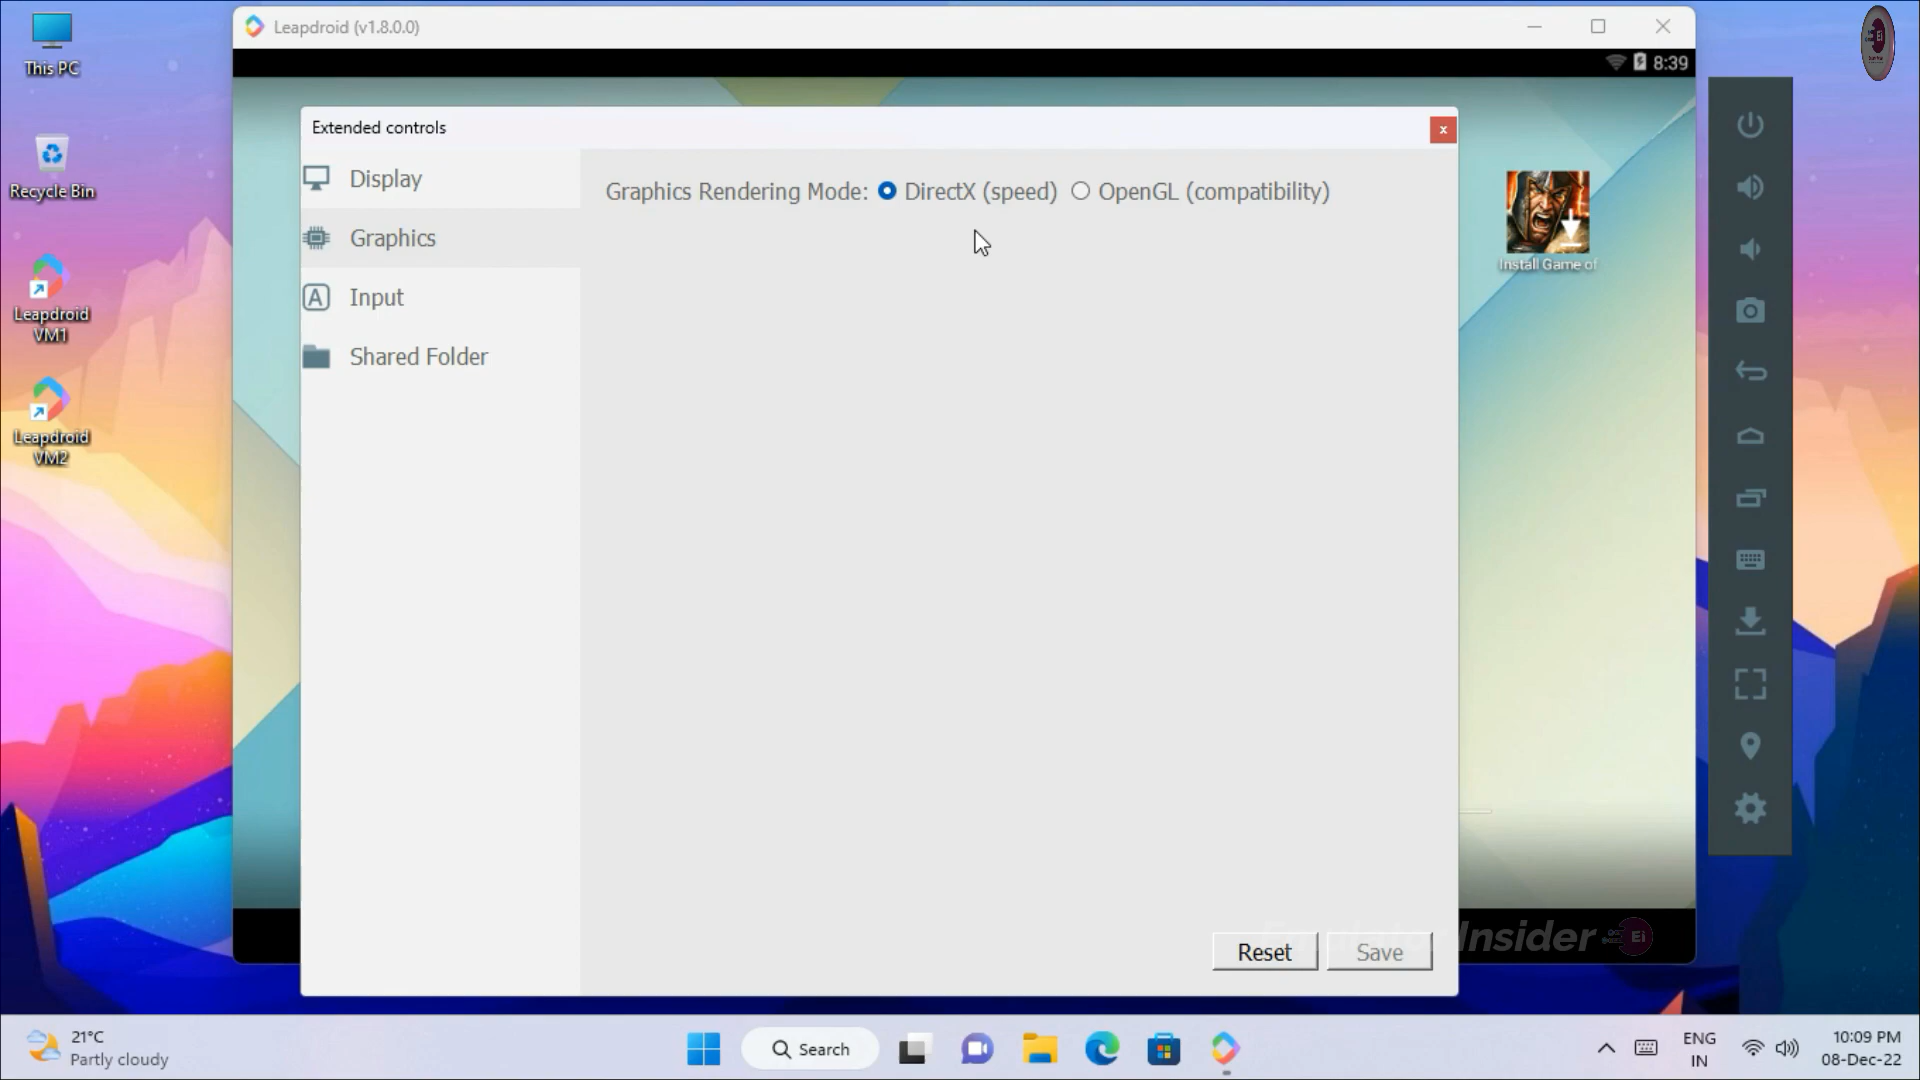 This PC
Recycle Bin
Leapdroid
VM1
Leapdroid
VM2
Leapdroid (v1.8.0.0)
8:39
Extended controls
x
Display
Graphics
Input
Shared Folder
Graphics Rendering Mode: DirectX (speed) OpenGL (compatibility)
Install Game of
Reset
Save
Insider
Ei
21°C
Partly cloudy
Search
ENG
IN
10:09 PM
08-Dec-22